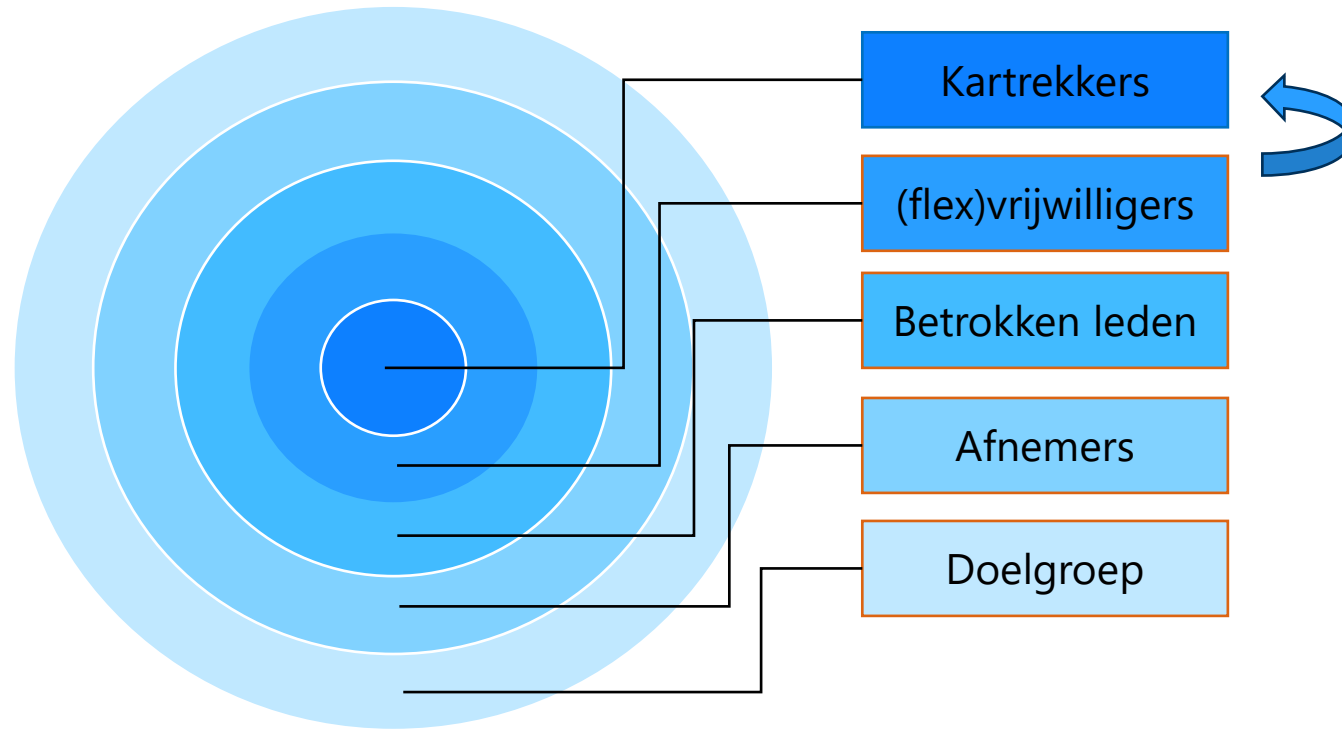 Kartrekkers
(flex)vrijwilligers
Betrokken leden
Afnemers
Doelgroep